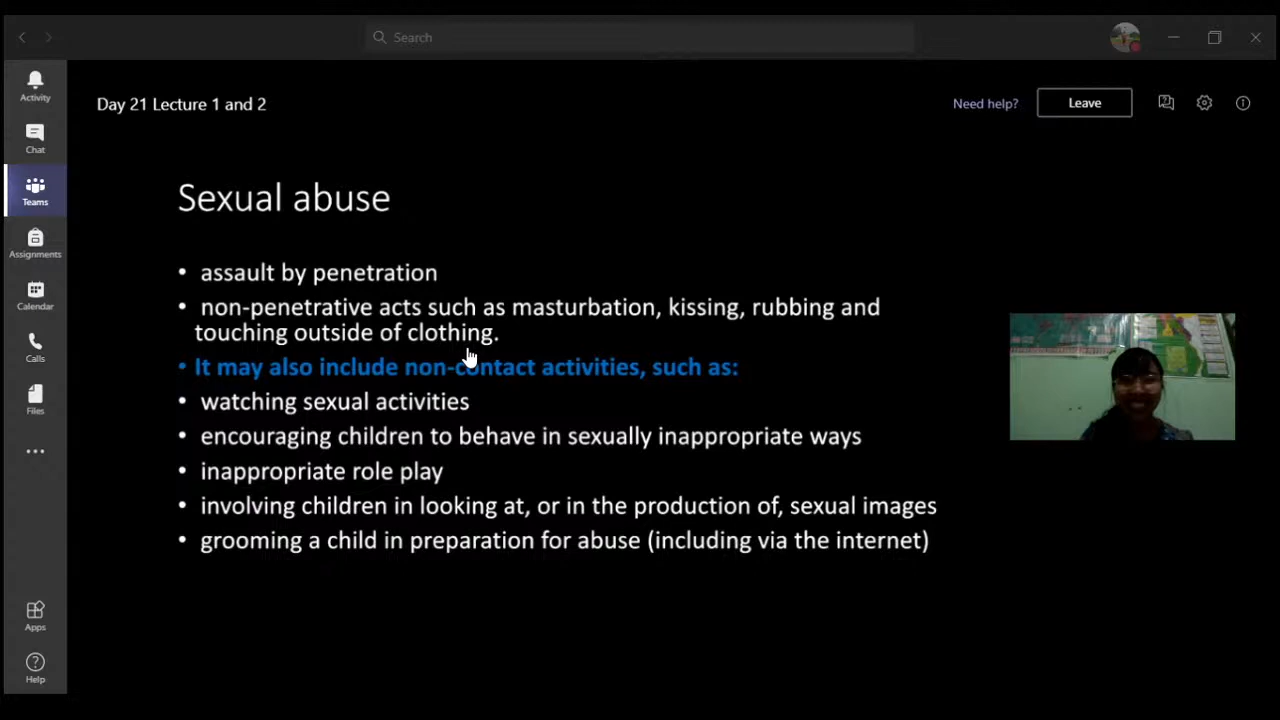 Search
Activity
Day 21 Lecture 1 and 2
Need help?
Leave
Chat
Teams
Sexual abuse
Assignments
• assault by penetration
Calendar
• non-penetrative acts such as masturbation, kissing, rubbing and
touching outside of clothing.
Calls
• It may also include non-contact activities, such as:
• watching sexual activities
Files
• encouraging children to behave in sexually inappropriate ways
• inappropriate role play
• involving children in looking at, or in the production of, sexual images
• grooming a child in preparation for abuse (including via the internet)
Apps
Help